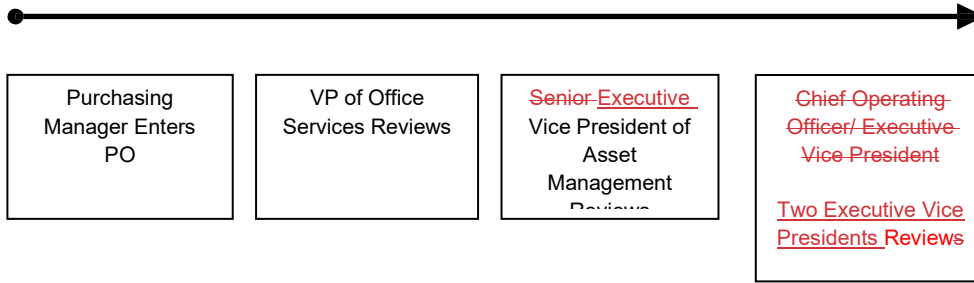 Purchasing
Manager Enters
PO
VP of Office
Services Reviews
Senior Executive
Vice President of
Asset
Management
Reviews
Chief Operating
Officer/ Executive
Vice President
Two Executive Vice
Presidents Reviews